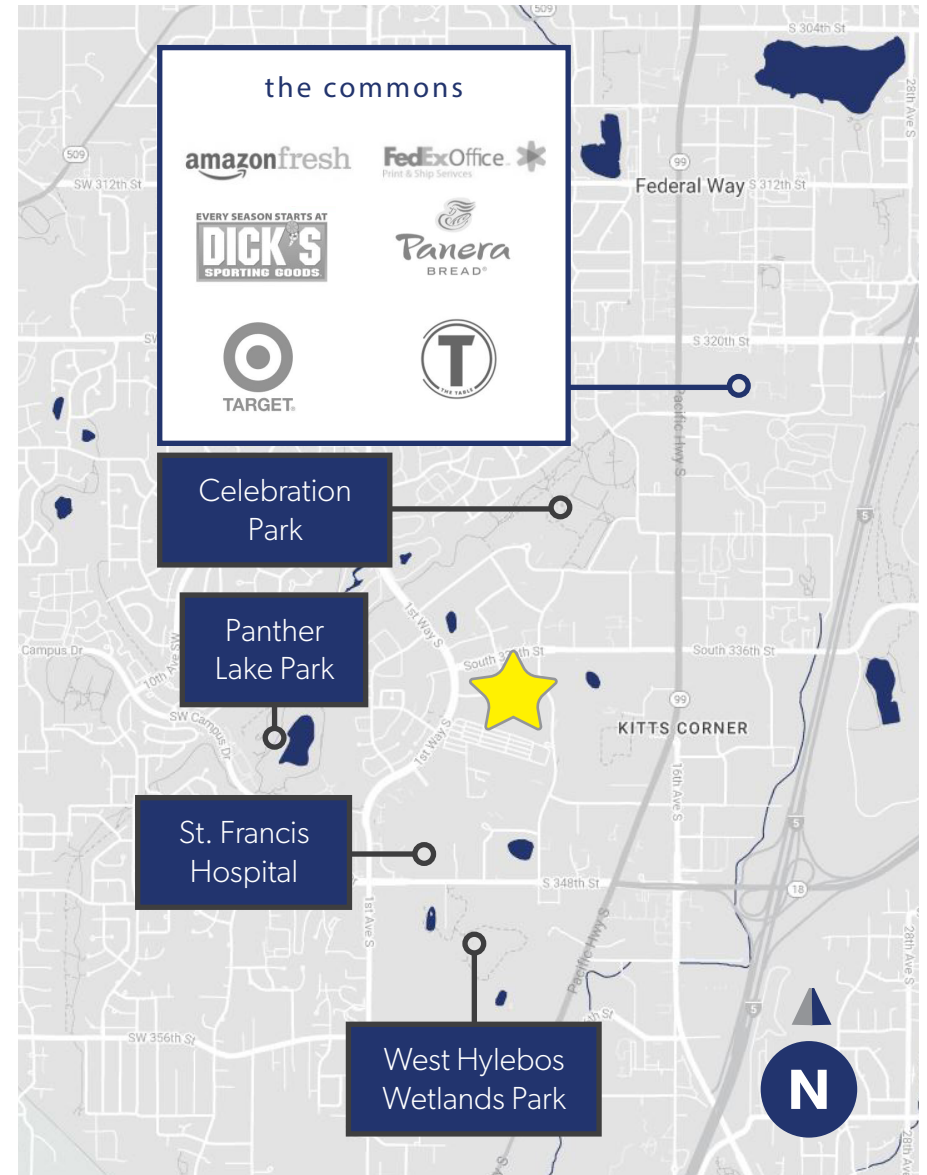 509
S 304th St
28th Ave S
the commons
amazonfresh
FedEx Office.
Print & Ship Serivces
EVERY SEASON STARTS AT
DICK'S
SPORTING GOODS
Panera
BREAD®
TARGET®
T
THE TABLE
509
SW 312th St
99
Federal Way
S 312th St
S 320th St
Pacific Hwy S
Celebration
Park
5
Panther
Lake Park
1st Way S
Campus Dr
10th Ave SW
South 336th St
South 336th St
SW Campus Dr
1st Way S
99
KITTS CORNER
16th Ave S
St. Francis
Hospital
5
S 348th St
18
1st Ave S
Pacific Hwy S
28th Ave S
5
SW 356th St
West Hylebos
Wetlands Park
N